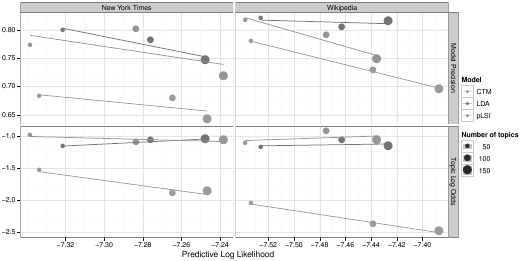 New York Times
Wikipedia
0.80
0.75
0.70
0.65
Model Precision
−1.0
−1.5
−2.0
−2.5
Topic Log Odds
−7.32 −7.30 −7.28 −7.26 −7.24
−7.52 −7.50 −7.48 −7.46 −7.44 −7.42 −7.40
Predictive Log Likelihood
Model
CTM
LDA
pLSI
Number of topics
50
100
150